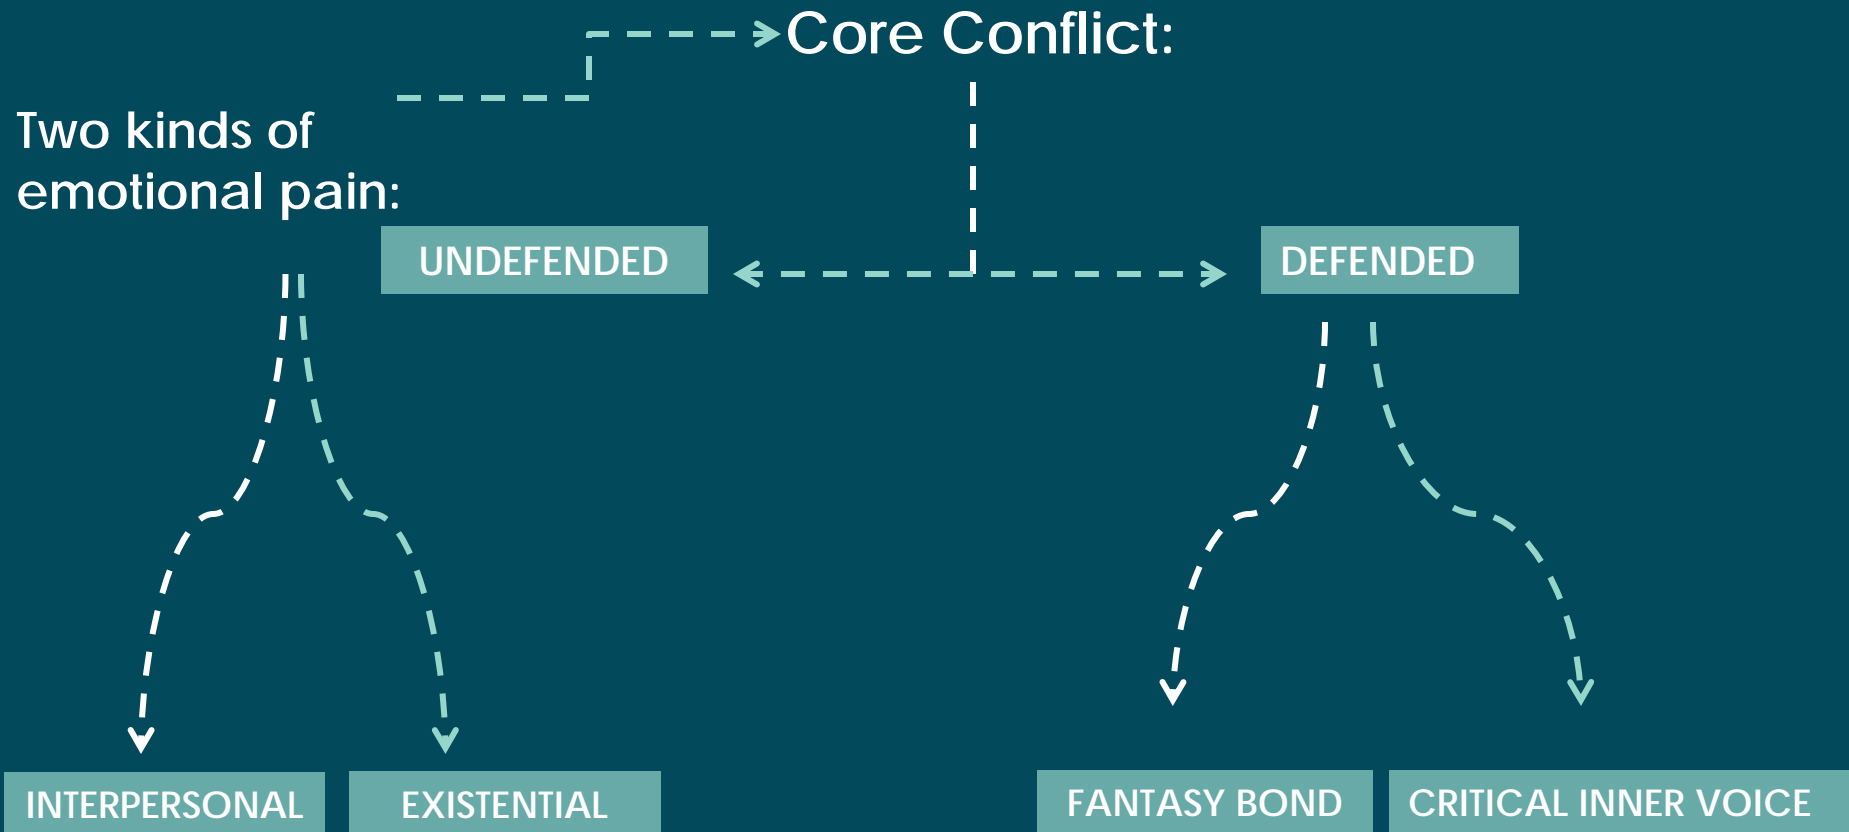 Core Conflict:
Two kinds of
emotional pain:
UNDEFENDED
DEFENDED
INTERPERSONAL
EXISTENTIAL
FANTASY BOND
CRITICAL INNER VOICE